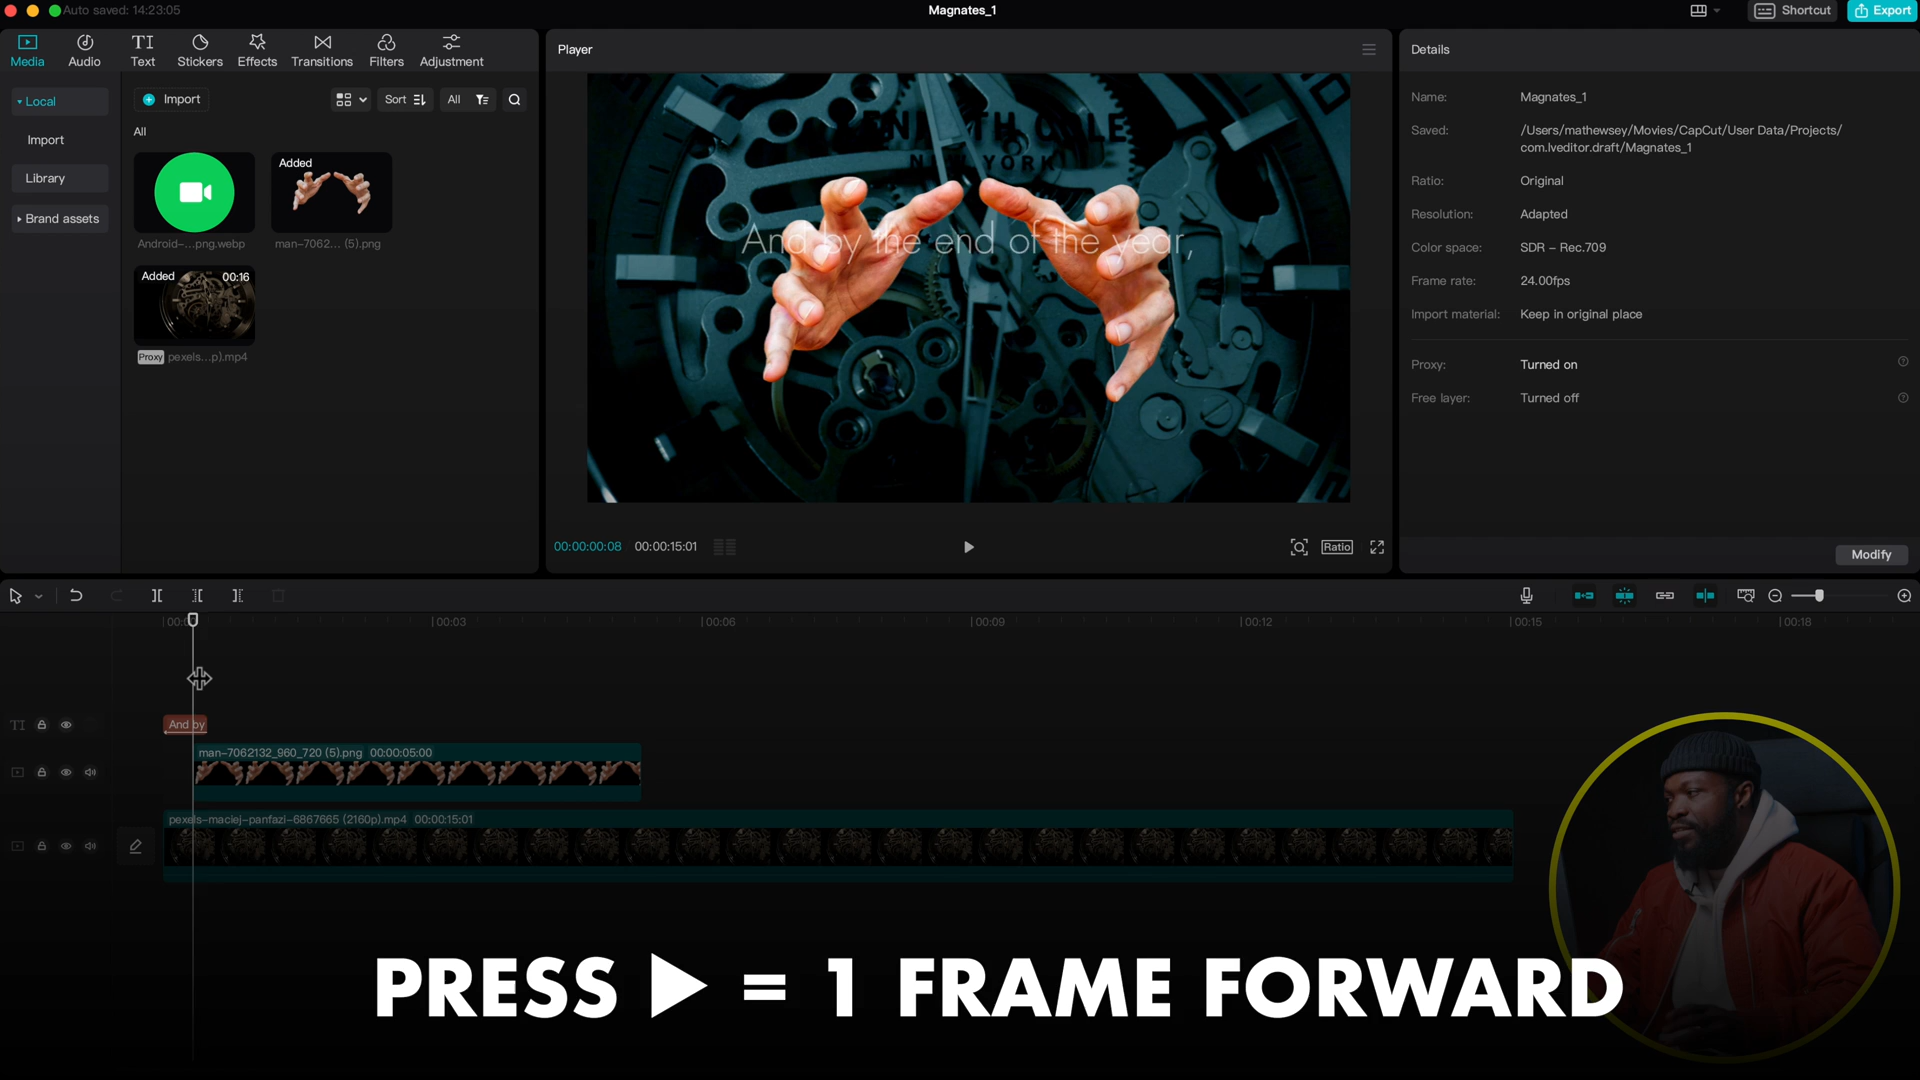 Auto saved: 14:23:05
Magnates_1
Shortcut
Export
Media
Audio
TI
Text
Stickers
Effects
Transitions
Filters
Adjustment
Player
Details
Local
Import
Sort
All
Import
Library
Brand assets
All
Added
Android-...png.webp
man-7062... (5).png
Added
00:16
Proxy
pexels...p).mp4
NEW YORK
And by the end of the year,
Name: Magnates_1
Saved: /Users/mathewsey/Movies/CapCut/User Data/Projects/
com.lveditor.draft/Magnates_1
Ratio: Original
Resolution: Adapted
Color space: SDR - Rec.709
Frame rate: 24.00fps
Import material: Keep in original place
Proxy: Turned on
Free layer: Turned off
00:00:00:08
00:00:15:01
Ratio
Modify
00:03
00:06
00:09
00:12
00:15
00:18
TI
And by
man-7062132_960_720 (5).png 00:00:05:00
pexels-maciej-panfazi-6867665 (2160p).mp4 00:00:15:01
PRESS ▶ = 1 FRAME FORWARD